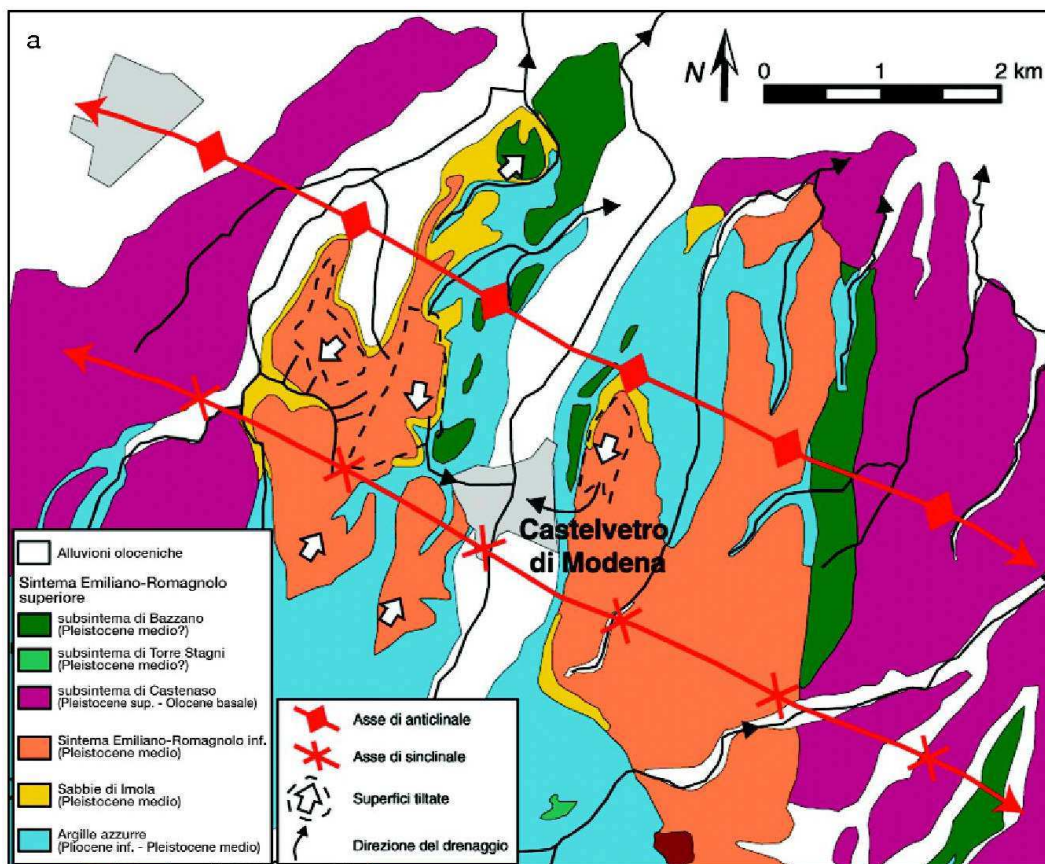 a
N
0 1 2 km
Castelvetro
di Modena
Alluvioni oloceniche
Sintema Emiliano-Romagnolo
superiore
subsintema di Bazzano
(Pleistocene medio?)
subsintema di Torre Stagni
(Pleistocene medio?)
subsintema di Castenaso
(Pleistocene sup. - Olocene basale)
Sintema Emiliano-Romagnolo inf.
(Pleistocene medio)
Sabbie di Imola
(Pleistocene medio)
Argille azzurre
(Pliocene inf. - Pleistocene medio)
Asse di anticlinale
Asse di sinclinale
Superfici tiltate
Direzione del drenaggio